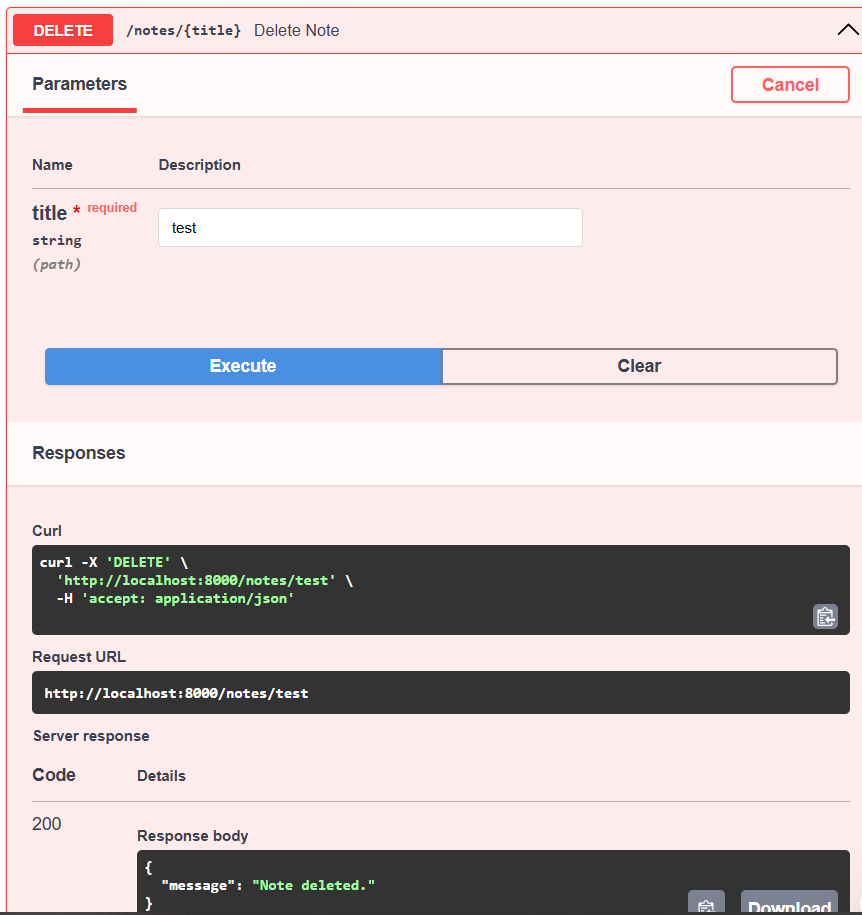 DELETE /notes/{title} Delete Note
Parameters
Cancel
Name Description
title * required
test
string
(path)
Execute Clear
Responses
Curl
curl -X 'DELETE' \
  'http://localhost:8000/notes/test' \
  -H 'accept: application/json'
Request URL
http://localhost:8000/notes/test
Server response
Code Details
200
Response body
{
  "message": "Note deleted."
}
Download